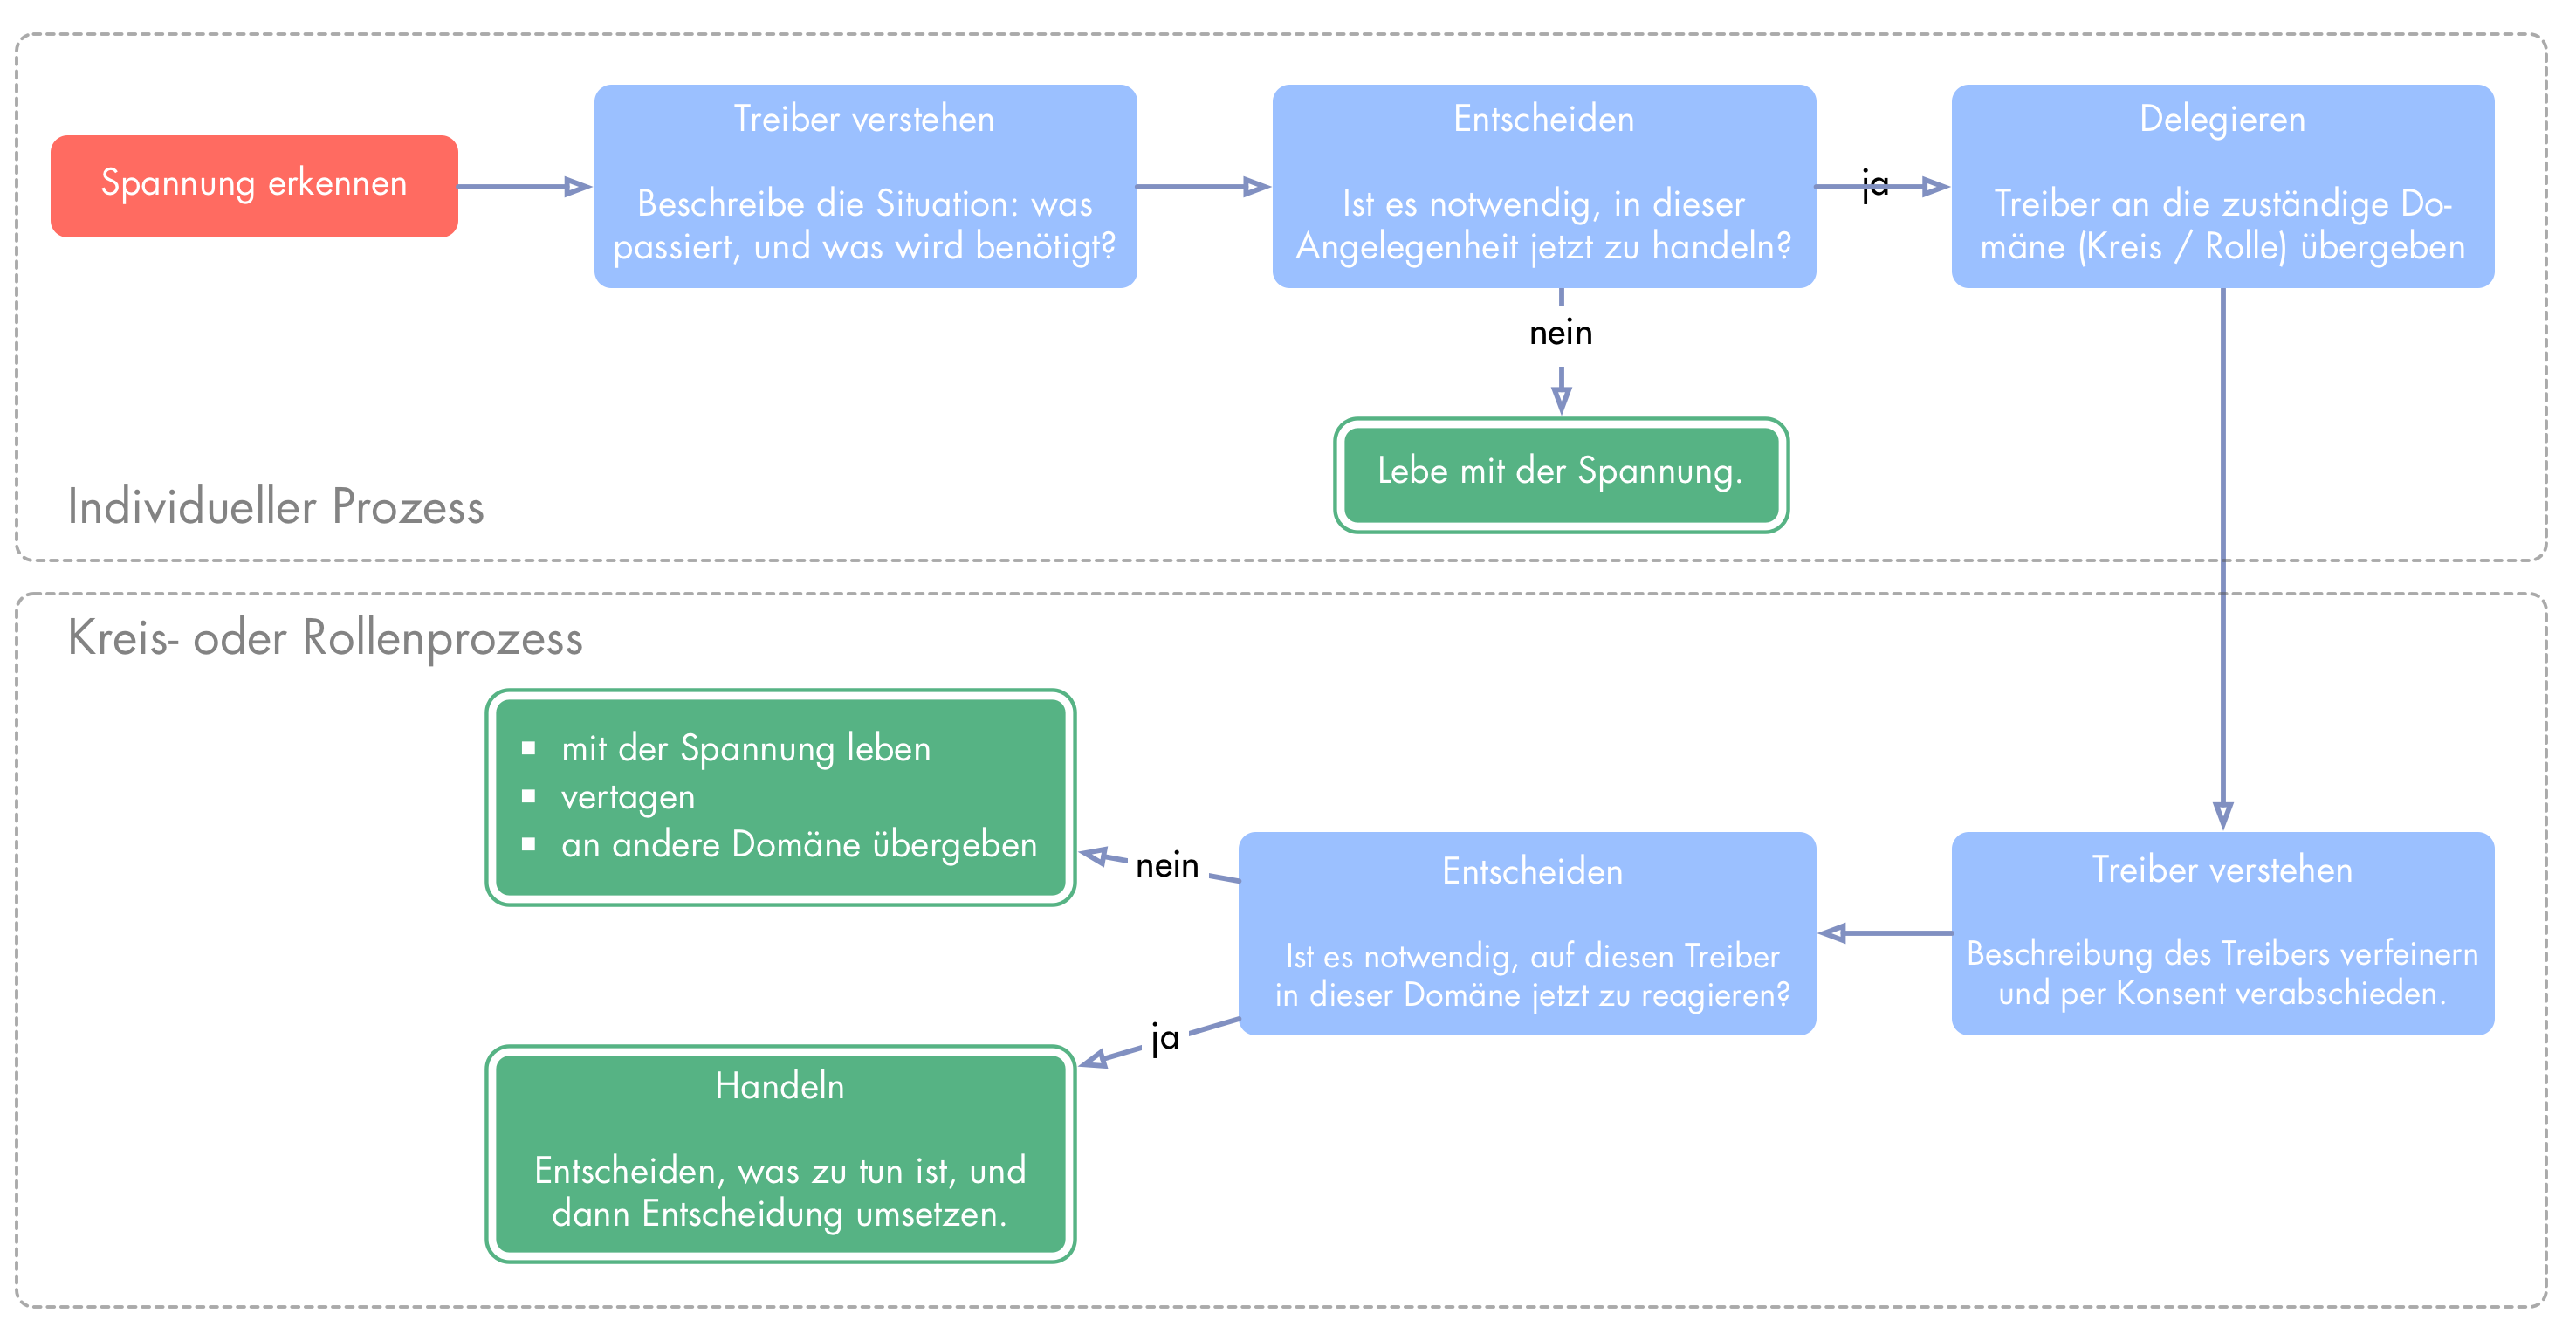 Spannung erkennen
Treiber verstehen
Beschreibe die Situation: was
passiert, und was wird benötigt?
Entscheiden
Ist es notwendig, in dieser
Angelegenheit jetzt zu handeln?
ja
Delegieren
Treiber an die zuständige Do-
mäne (Kreis / Rolle) übergeben
nein
Lebe mit der Spannung.
Individueller Prozess
Kreis- oder Rollenprozess
Treiber verstehen
Beschreibung des Treibers verfeinern
und per Konsent verabschieden.
Entscheiden
Ist es notwendig, auf diesen Treiber
in dieser Domäne jetzt zu reagieren?
nein
▪ mit der Spannung leben
▪ vertagen
▪ an andere Domäne übergeben
ja
Handeln
Entscheiden, was zu tun ist, und
dann Entscheidung umsetzen.